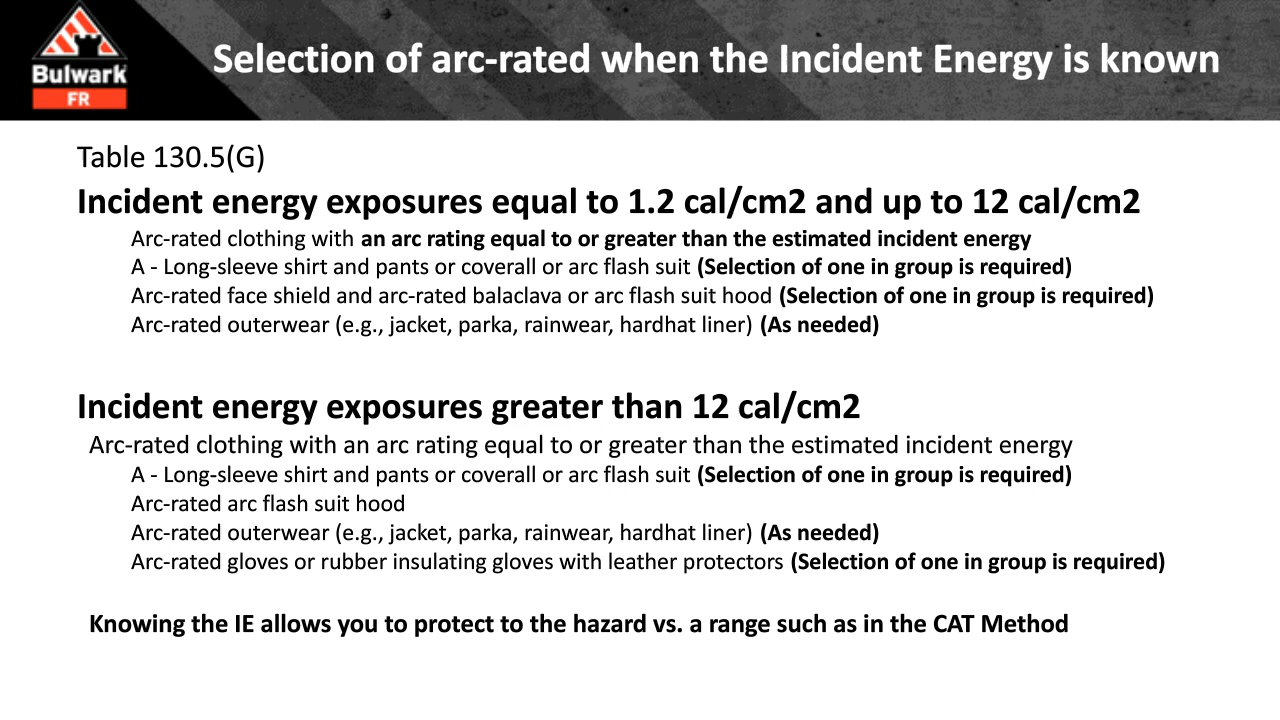 Bulwark
FR
Selection of arc-rated when the Incident Energy is known
Table 130.5(G)
Incident energy exposures equal to 1.2 cal/cm2 and up to 12 cal/cm2
Arc-rated clothing with an arc rating equal to or greater than the estimated incident energy
A - Long-sleeve shirt and pants or coverall or arc flash suit (Selection of one in group is required)
Arc-rated face shield and arc-rated balaclava or arc flash suit hood (Selection of one in group is required)
Arc-rated outerwear (e.g., jacket, parka, rainwear, hardhat liner) (As needed)
Incident energy exposures greater than 12 cal/cm2
Arc-rated clothing with an arc rating equal to or greater than the estimated incident energy
A - Long-sleeve shirt and pants or coverall or arc flash suit (Selection of one in group is required)
Arc-rated arc flash suit hood
Arc-rated outerwear (e.g., jacket, parka, rainwear, hardhat liner) (As needed)
Arc-rated gloves or rubber insulating gloves with leather protectors (Selection of one in group is required)
Knowing the IE allows you to protect to the hazard vs. a range such as in the CAT Method